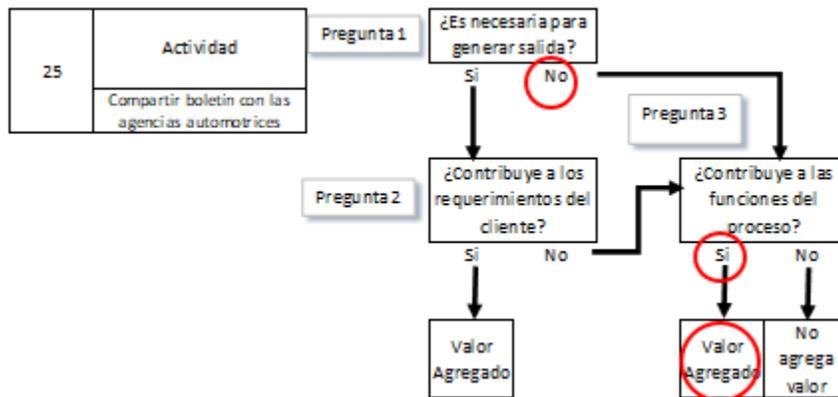 25
Actividad
Compartir boletín con las
agencias automotrices
Pregunta 1
¿Es necesaria para
generar salida?
Si
No
Pregunta 3
Pregunta 2
¿Contribuye a los
requerimientos del
cliente?
Si
No
¿Contribuye a las
funciones del
proceso?
Si
No
Valor
Agregado
Valor
Agregado
No
agrega
valor